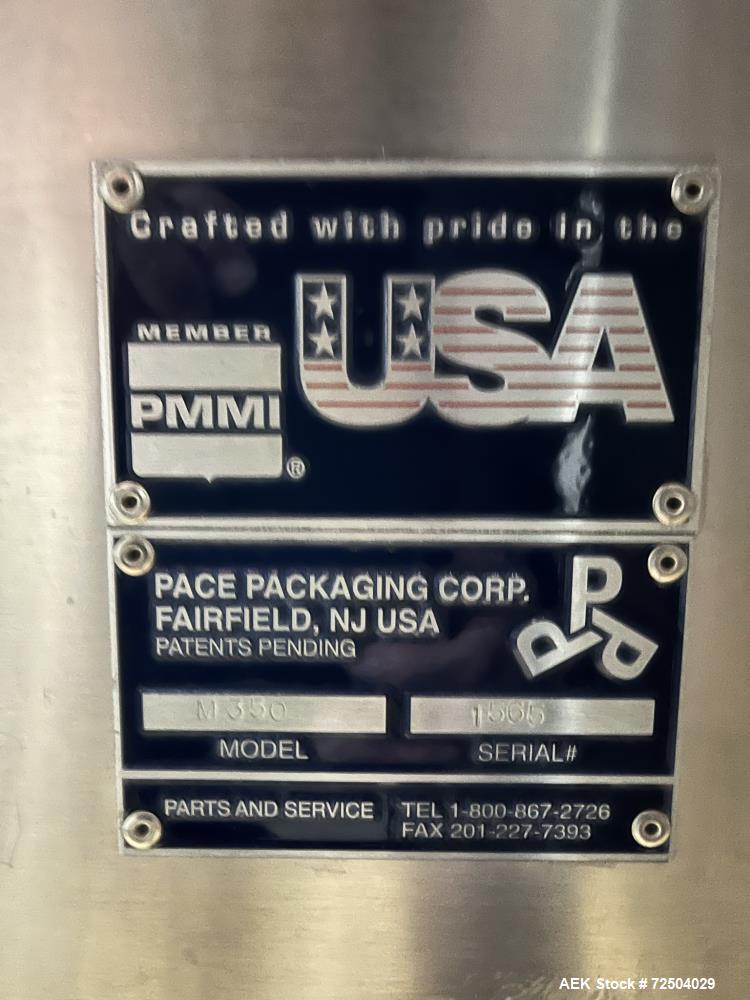 Crafted with pride in the
USA
MEMBER
PMMI
®
PACE PACKAGING CORP.
FAIRFIELD, NJ USA
PATENTS PENDING
P P P
M 350
MODEL
1565
SERIAL#
PARTS AND SERVICE
TEL 1-800-867-2726
FAX 201-227-7393
AEK Stock # 72504029